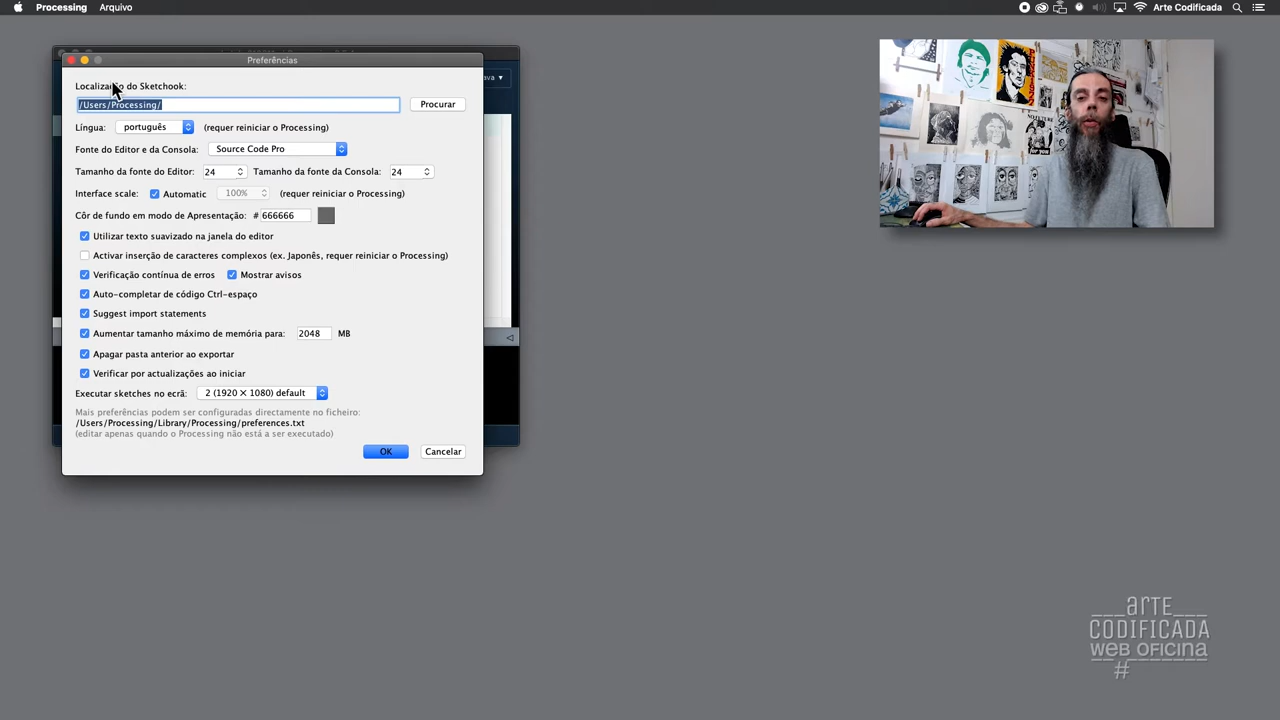 Processing Arquivo Arte Codificada
Preferências
ava ▾
Localização do Sketchook:
/Users/Processing/ Procurar
Língua: português (requer reiniciar o Processing)
Fonte do Editor e da Consola: Source Code Pro
Tamanho da fonte do Editor: 24 Tamanho da fonte da Consola: 24
Interface scale: Automatic 100% (requer reiniciar o Processing)
Côr de fundo em modo de Apresentação: # 666666
Utilizar texto suavizado na janela do editor
Activar inserção de caracteres complexos (ex. Japonês, requer reiniciar o Processing)
Verificação contínua de erros Mostrar avisos
Auto-completar de código Ctrl-espaço
Suggest import statements
Aumentar tamanho máximo de memória para: 2048 MB
Apagar pasta anterior ao exportar
Verificar por actualizações ao iniciar
Executar sketches no ecrã: 2 (1920 × 1080) default
Mais preferências podem ser configuradas directamente no ficheiro:
/Users/Processing/Library/Processing/preferences.txt
(editar apenas quando o Processing não está a ser executado)
OK Cancelar
___arte___
CODIFICADA
web oficina
#